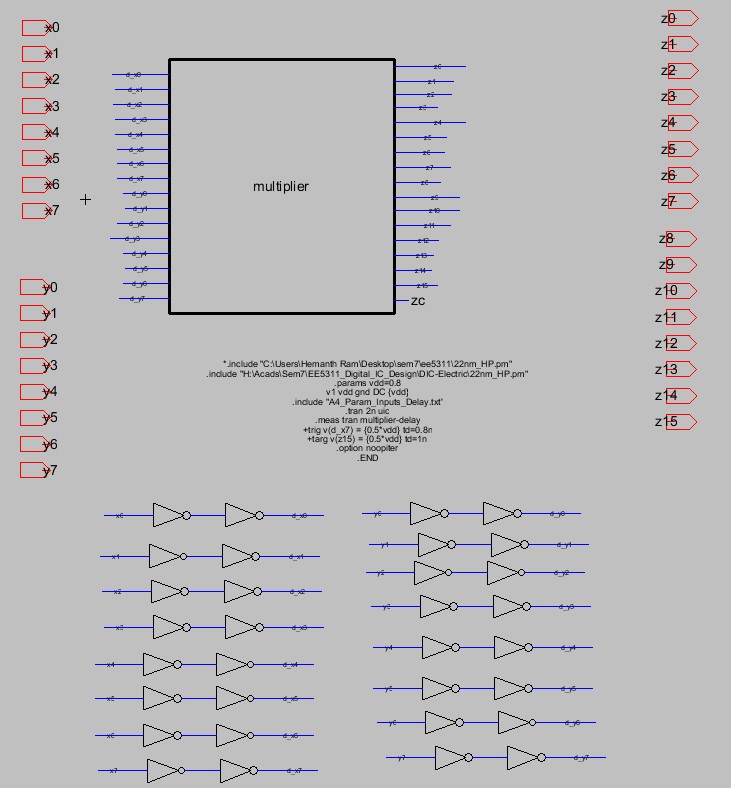 x0
x1
x2
x3
x4
x5
x6
x7
y0
y1
y2
y3
y4
y5
y6
y7
d_x0
d_x1
d_x2
d_x3
d_x4
d_x5
d_x6
d_x7
d_y0
d_y1
d_y2
d_y3
d_y4
d_y5
d_y6
d_y7
multiplier
z0
z1
z2
z3
z4
z5
z6
z7
z8
z9
z10
z11
z12
z13
z14
z15
zc
z0
z1
z2
z3
z4
z5
z6
z7
z8
z9
z10
z11
z12
z13
z14
z15
*.include "C:\Users\Hemanth Ram\Desktop\sem7\ee5311\22nm_HP.pm"
.include "H:\Acads\Sem7\EE5311_Digital_IC_Design\DIC-Electric\22nm_HP.pm"
.params vdd=0.8
v1 vdd gnd DC {vdd}
.include "A4_Param_Inputs_Delay.txt"
.tran 2n uic
.meas tran multiplier-delay
+trig v(d_x7) = {0.5*vdd} td=0.8n
+targ v(z15) = {0.5*vdd} td=1n
.option noopiter
.END
x0 d_x0
x1 d_x1
x2 d_x2
x3 d_x3
x4 d_x4
x5 d_x5
x6 d_x6
x7 d_x7
y0 d_y0
y1 d_y1
y2 d_y2
y3 d_y3
y4 d_y4
y5 d_y5
y6 d_y6
y7 d_y7